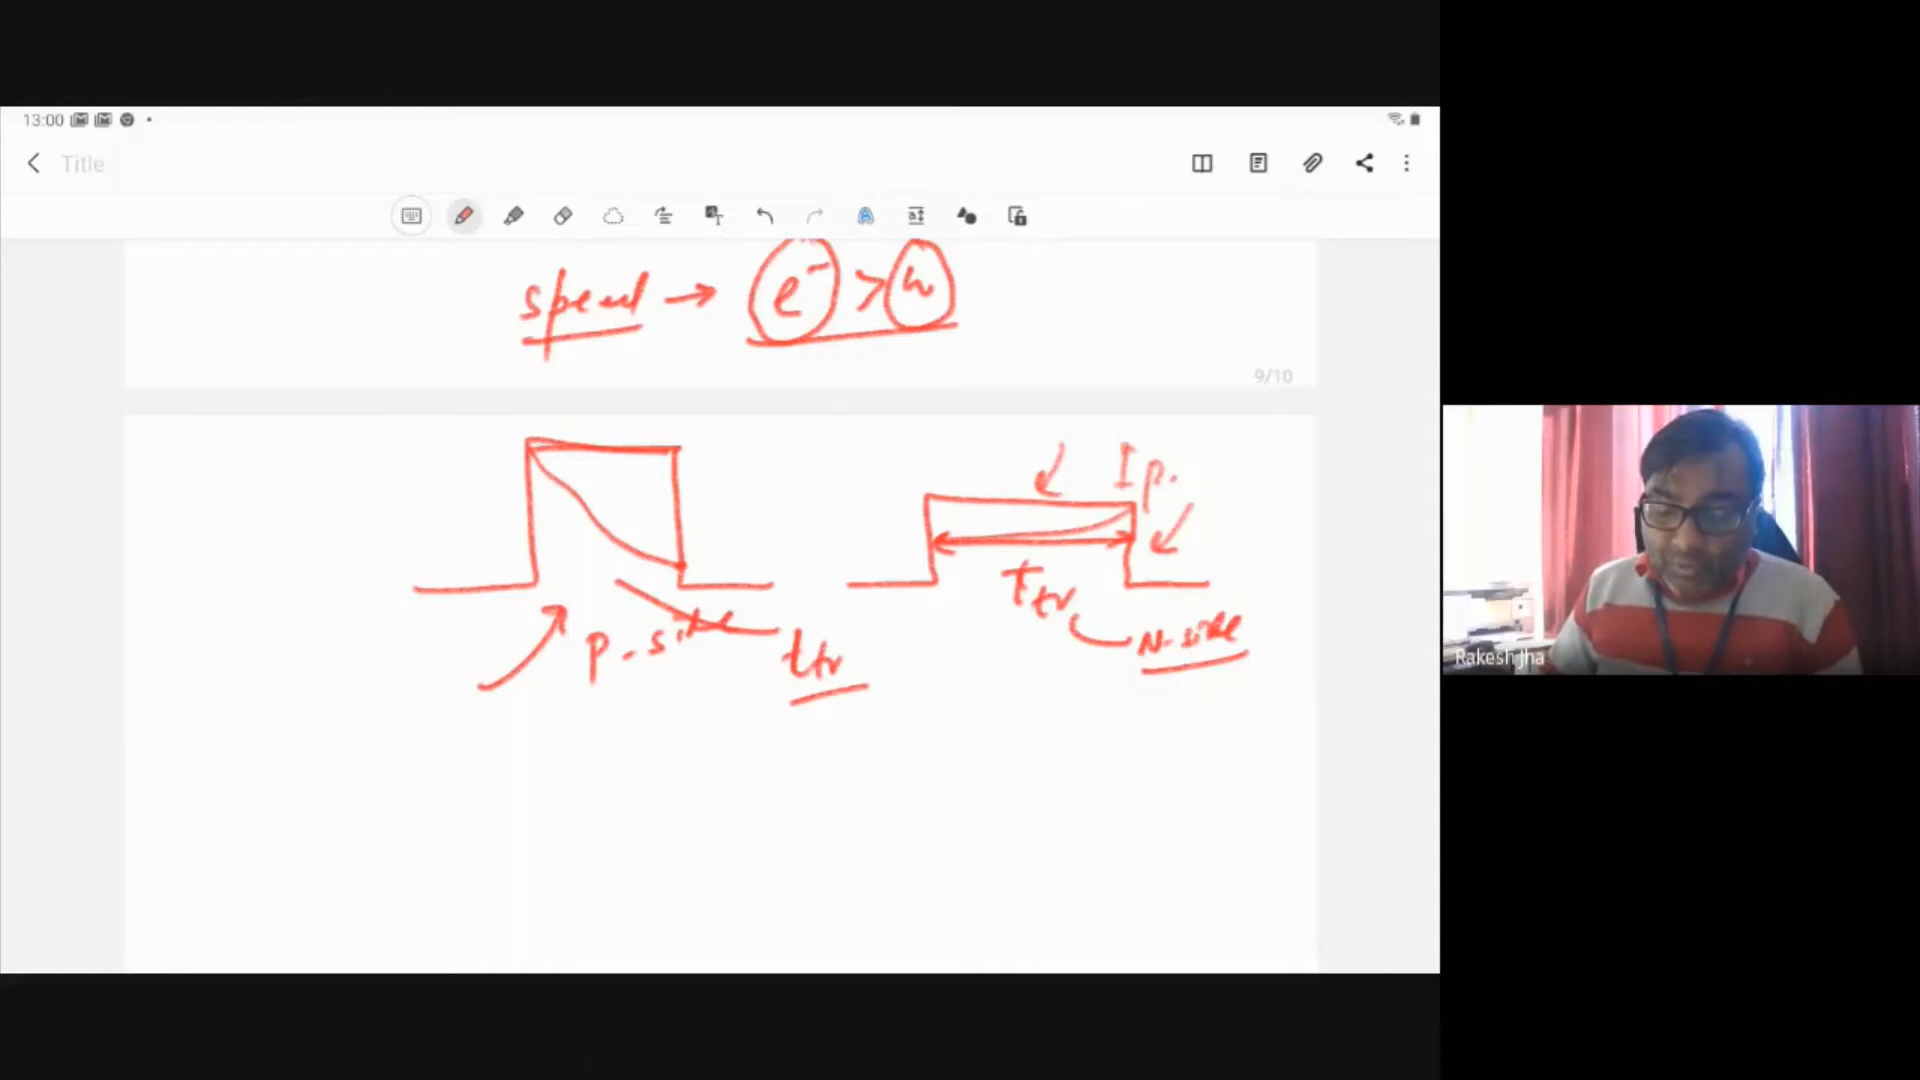 13:00
Title
speed → e⁻ > h
9/10
Ip.
ttr
p-side
ttr
N-side
Rakesh Jha